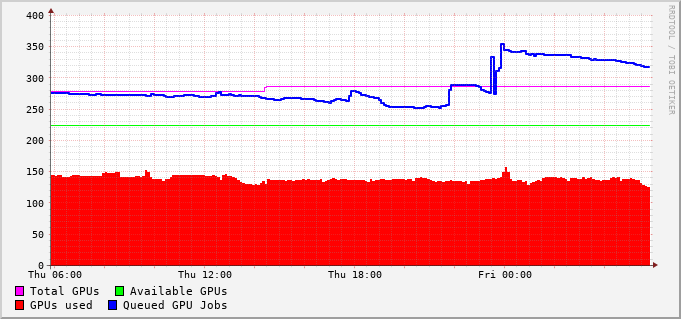 400
350
300
250
200
150
100
50
0
Thu 06:00 Thu 12:00 Thu 18:00 Fri 00:00
Total GPUs Available GPUs
GPUs used Queued GPU Jobs
RRDTOOL / TOBI OETIKER